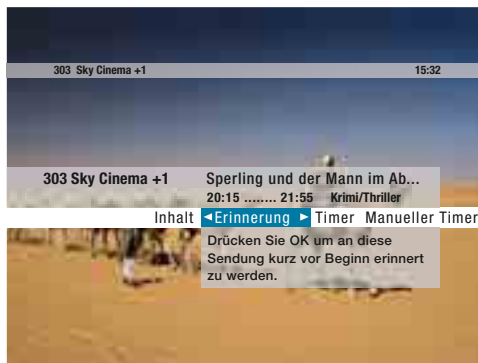 303 Sky Cinema +1 15:32
303 Sky Cinema +1 Sperling und der Mann im Ab...
20:15 ........ 21:55 Krimi/Thriller
Inhalt ◄Erinnerung ► Timer Manueller Timer
Drücken Sie OK um an diese
Sendung kurz vor Beginn erinnert
zu werden.